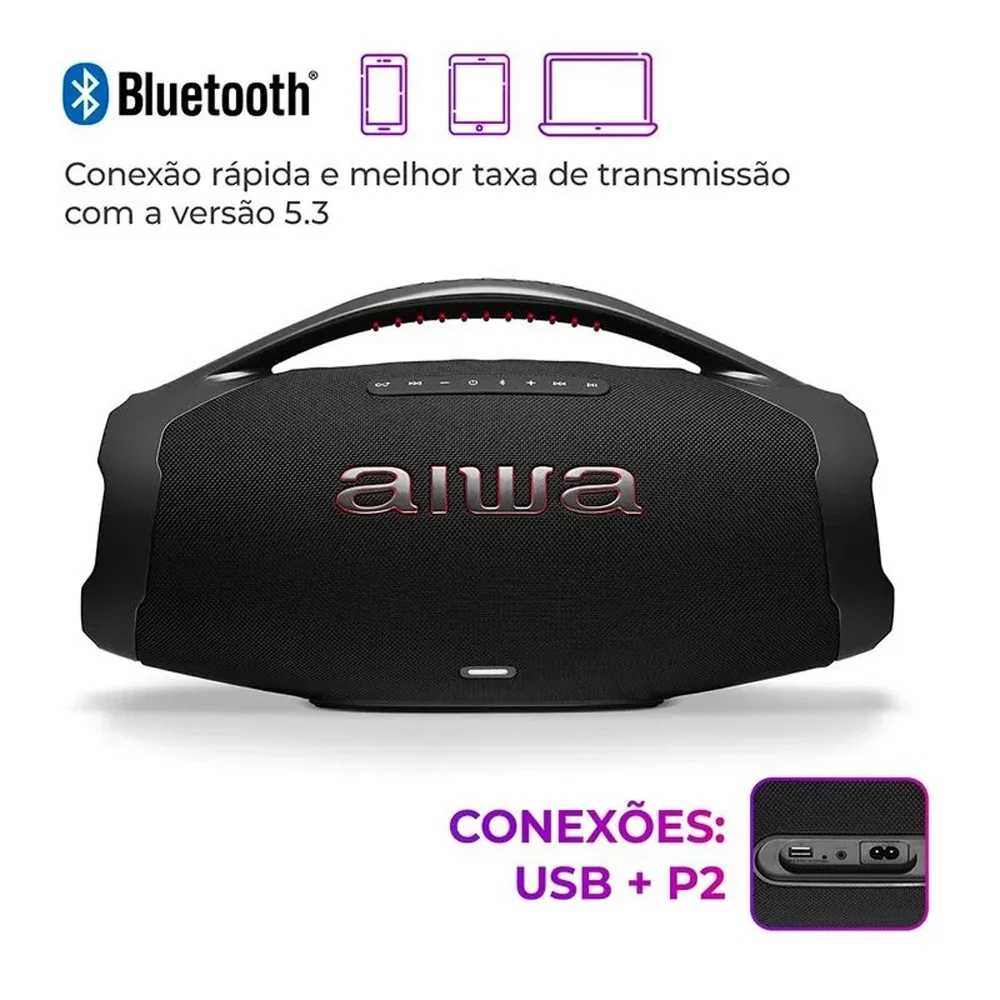 Bluetooth®
Conexão rápida e melhor taxa de transmissão
com a versão 5.3
aiwa
CONEXÕES:
USB + P2